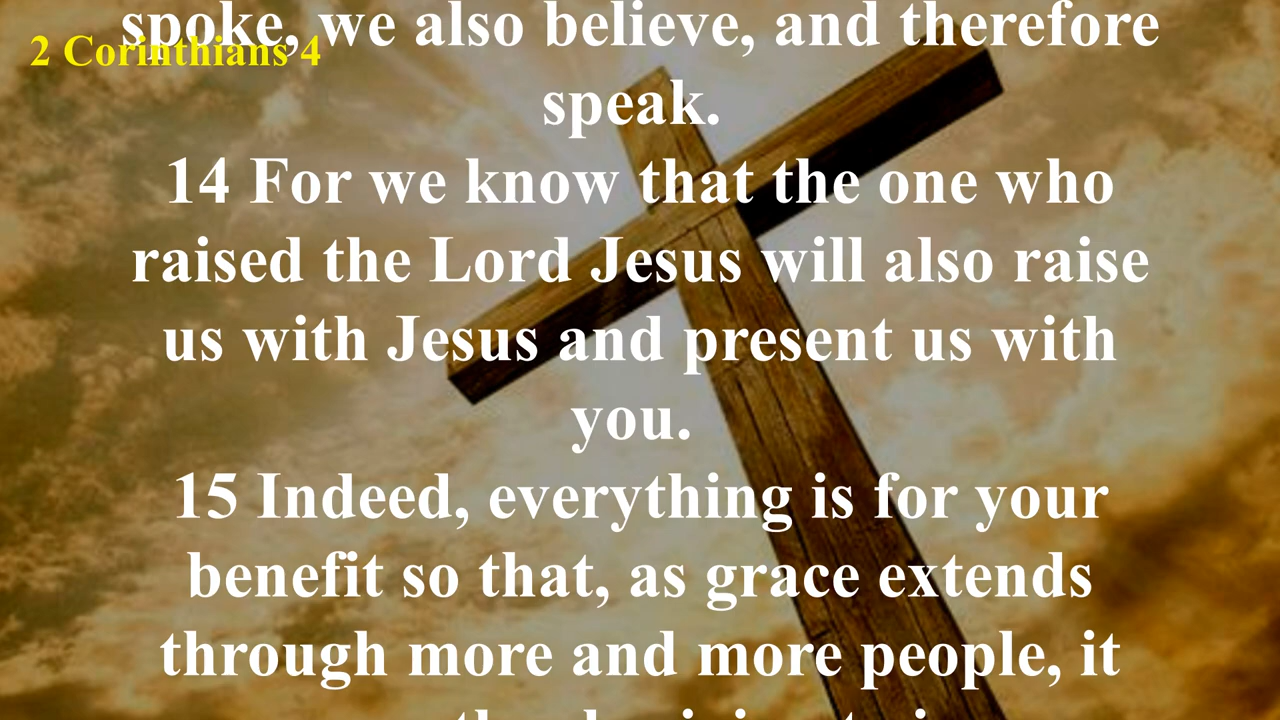 spoke, we also believe, and therefore
2 Corinthians 4
speak.
14 For we know that the one who
raised the Lord Jesus will also raise
us with Jesus and present us with
you.
15 Indeed, everything is for your
benefit so that, as grace extends
through more and more people, it